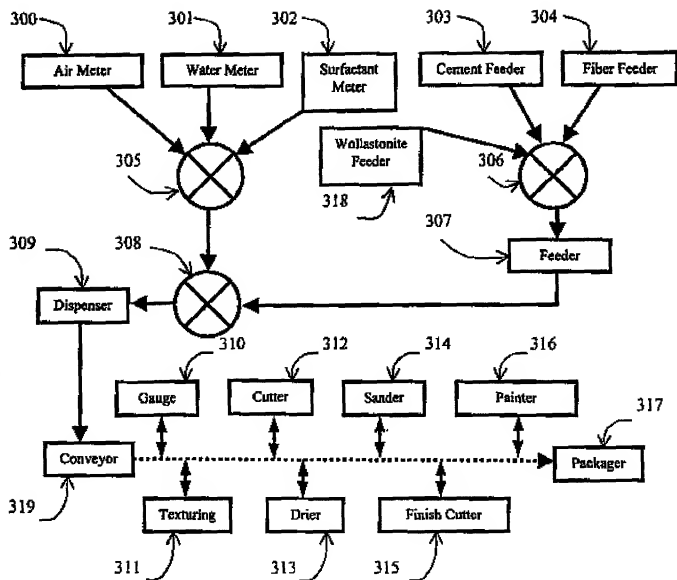 300 301 302 303 304
Air Meter Water Meter Surfactant Meter Cement Feeder Fiber Feeder
305 Wollastonite Feeder 306
318
307
309 308 Feeder
Dispenser
310 312 314 316
Gauge Cutter Sander Painter
317
Conveyor Packager
319
Texturing Drier Finish Cutter
311 313 315